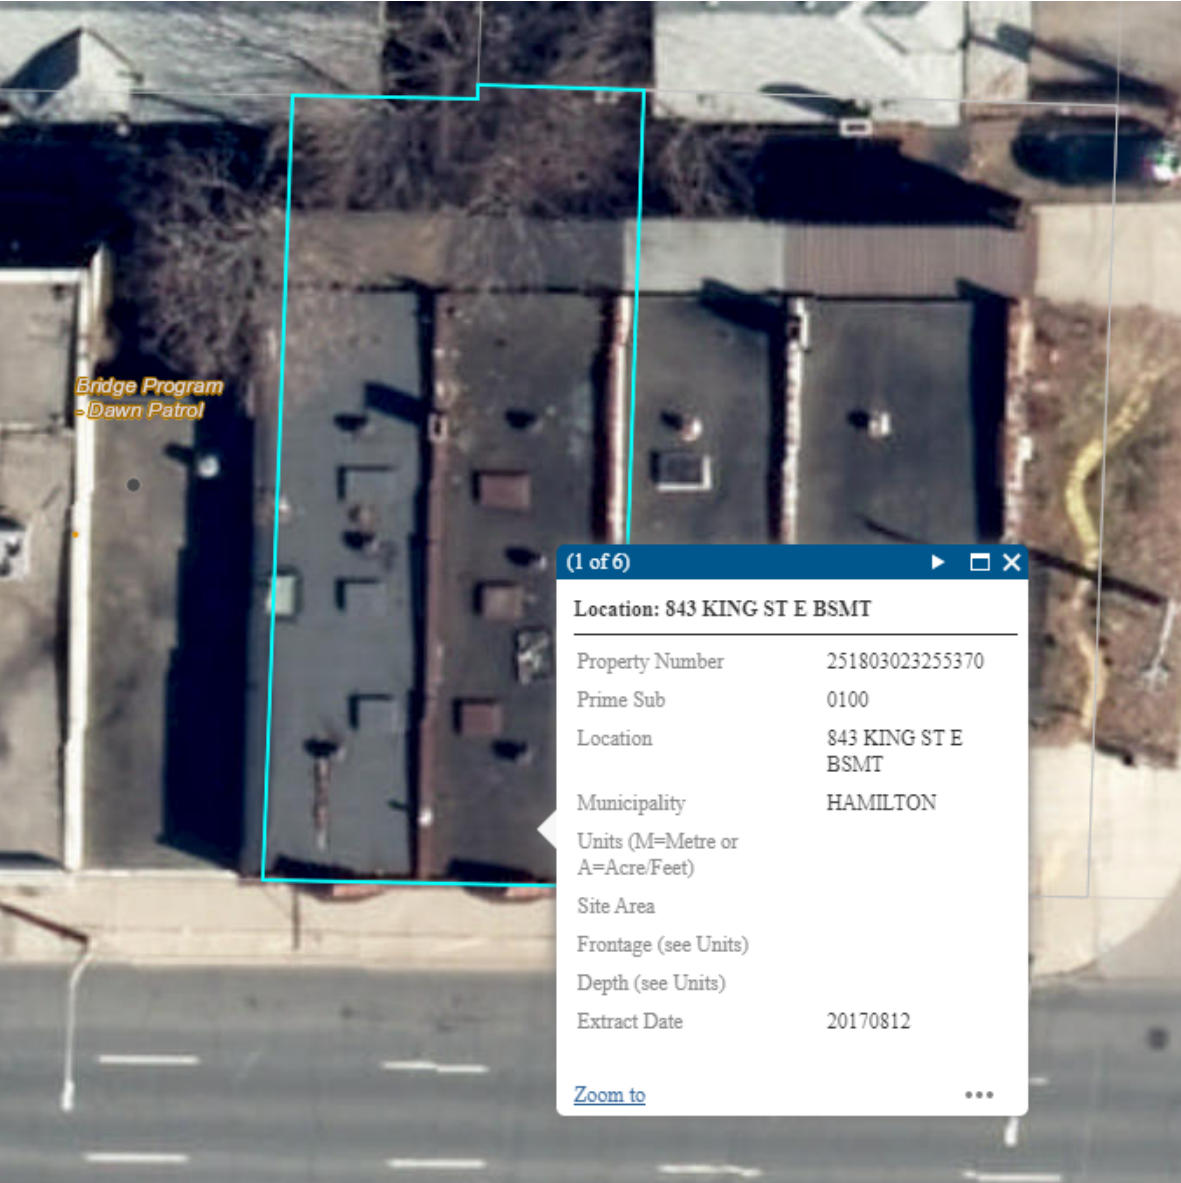 Bridge Program
- Dawn Patrol
(1 of 6)
Location: 843 KING ST E BSMT
Property Number 251803023255370
Prime Sub 0100
Location 843 KING ST E
BSMT
Municipality HAMILTON
Units (M=Metre or
A=Acre/Feet)
Site Area
Frontage (see Units)
Depth (see Units)
Extract Date 20170812
Zoom to